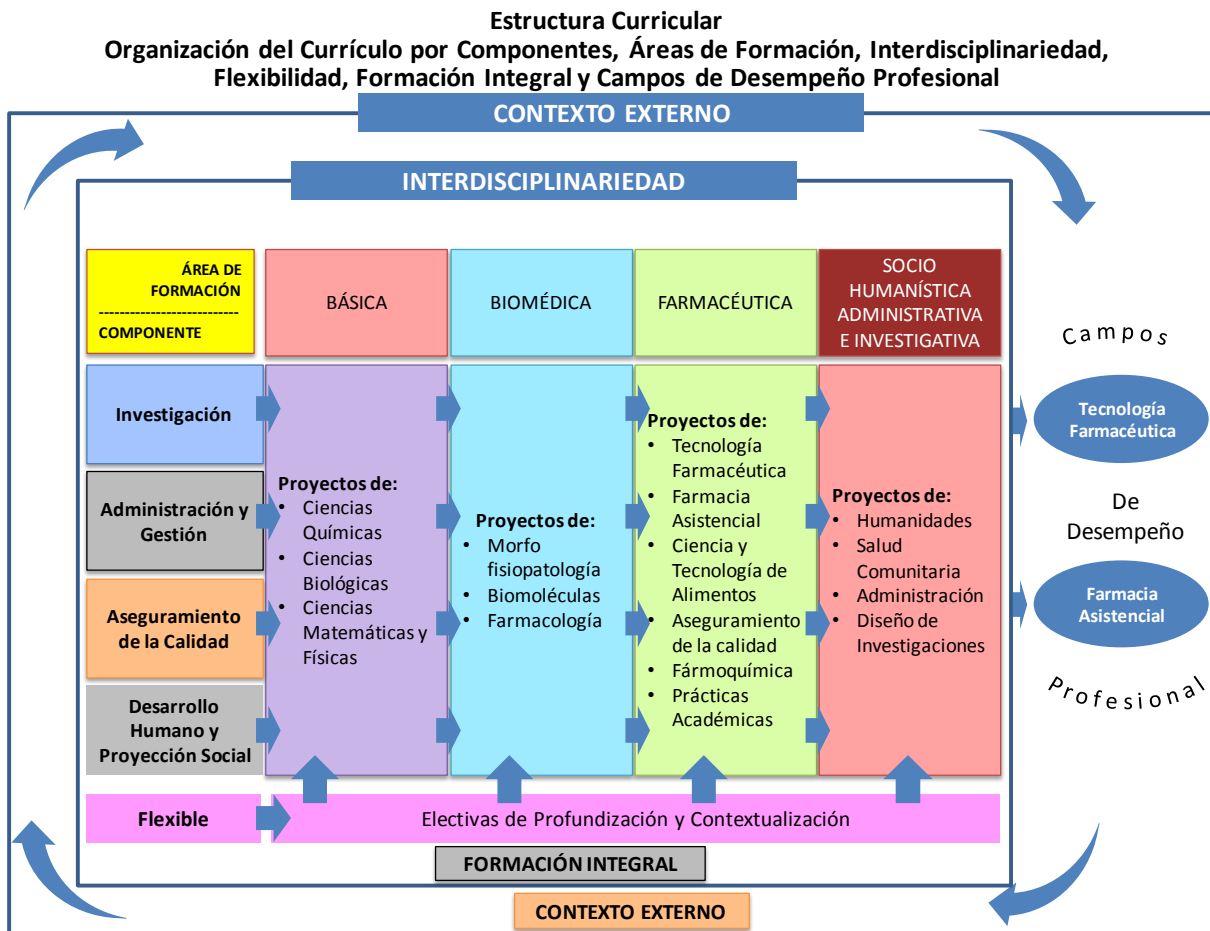 Estructura Curricular
Organización del Currículo por Componentes, Áreas de Formación, Interdisciplinariedad,
Flexibilidad, Formación Integral y Campos de Desempeño Profesional
CONTEXTO EXTERNO
INTERDISCIPLINARIEDAD
ÁREA DE
FORMACIÓN
---------------------------
COMPONENTE
BÁSICA
BIOMÉDICA
FARMACÉUTICA
SOCIO
HUMANÍSTICA
ADMINISTRATIVA
E INVESTIGATIVA
Investigación
Administración y
Gestión
Aseguramiento
de la Calidad
Desarrollo
Humano y
Proyección Social
Proyectos de:
• Ciencias
Químicas
• Ciencias
Biológicas
• Ciencias
Matemáticas y
Físicas
Proyectos de:
• Morfo
fisiopatología
• Biomoléculas
• Farmacología
Proyectos de:
• Tecnología
Farmacéutica
• Farmacia
Asistencial
• Ciencia y
Tecnología de
Alimentos
• Aseguramiento
de la calidad
• Fármoquímica
• Prácticas
Académicas
Proyectos de:
• Humanidades
• Salud
Comunitaria
• Administración
• Diseño de
Investigaciones
Campos
Tecnología
Farmacéutica
De
Desempeño
Farmacia
Asistencial
Profesional
Flexible
Electivas de Profundización y Contextualización
FORMACIÓN INTEGRAL
CONTEXTO EXTERNO